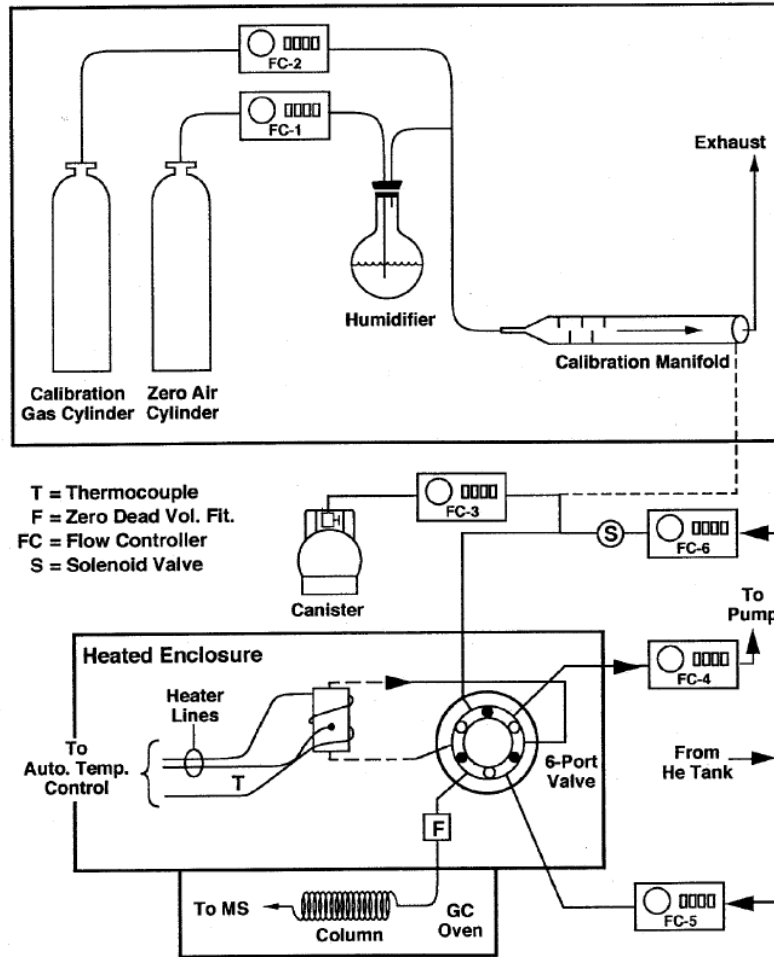 FC-2
FC-1
Exhaust
Humidifier
Calibration Manifold
Calibration
Gas Cylinder
Zero Air
Cylinder
T = Thermocouple
F = Zero Dead Vol. Fit.
FC = Flow Controller
S = Solenoid Valve
FC-3
S
FC-6
Canister
To
Pump
Heated Enclosure
FC-4
Heater
Lines
To
Auto. Temp.
Control
T
6-Port
Valve
From
He Tank
F
To MS
Column
GC
Oven
FC-5